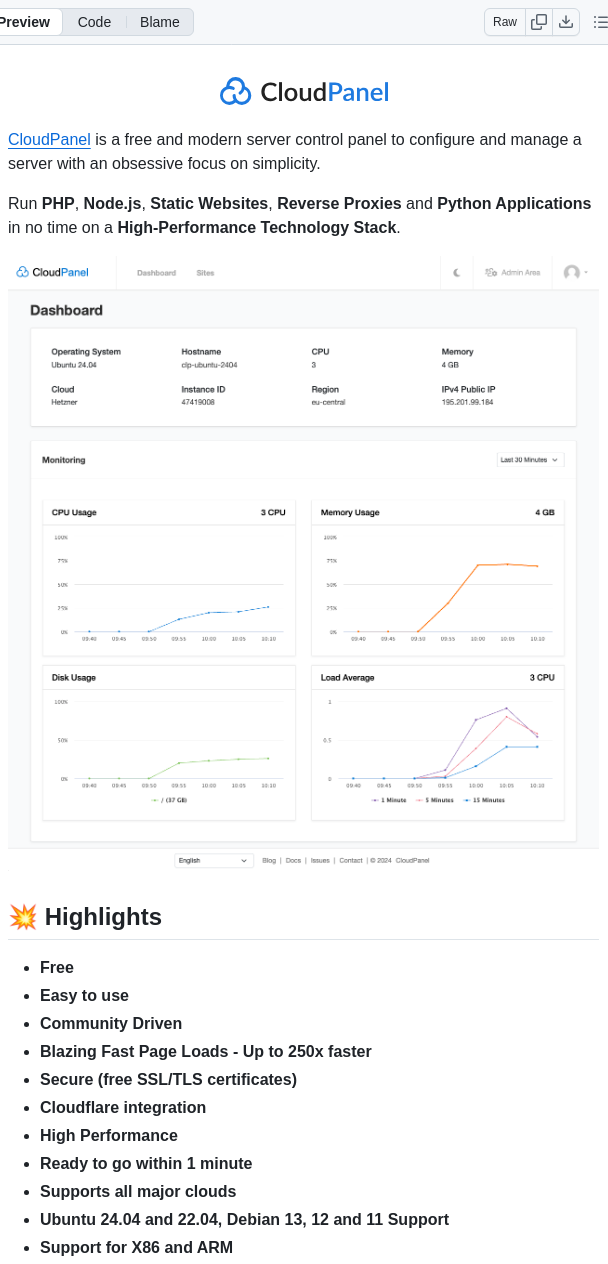 Preview Code Blame Raw
CloudPanel
CloudPanel is a free and modern server control panel to configure and manage a
server with an obsessive focus on simplicity.
Run PHP, Node.js, Static Websites, Reverse Proxies and Python Applications
in no time on a High-Performance Technology Stack.
CloudPanel Dashboard Sites Admin Area
Dashboard
Operating System Hostname CPU Memory
Ubuntu 24.04 clp-ubuntu-2404 3 4 GB
Cloud Instance ID Region IPv4 Public IP
Hetzner 47419008 eu-central 195.201.99.184
Monitoring Last 30 Minutes
CPU Usage 3 CPU
100%
75%
50%
25%
0%
09:40 09:45 09:50 09:55 10:00 10:05 10:10
Memory Usage 4 GB
100%
75%
50%
25%
0%
09:40 09:45 09:50 09:55 10:00 10:05 10:10
Disk Usage
100%
50%
0%
09:40 09:45 09:50 09:55 10:00 10:05 10:10
/ (37 GB)
Load Average 3 CPU
1
0.5
0
09:40 09:45 09:50 09:55 10:00 10:05 10:10
1 Minute 5 Minutes 15 Minutes
English Blog | Docs | Issues | Contact | © 2024 CloudPanel
💥 Highlights
• Free
• Easy to use
• Community Driven
• Blazing Fast Page Loads - Up to 250x faster
• Secure (free SSL/TLS certificates)
• Cloudflare integration
• High Performance
• Ready to go within 1 minute
• Supports all major clouds
• Ubuntu 24.04 and 22.04, Debian 13, 12 and 11 Support
• Support for X86 and ARM